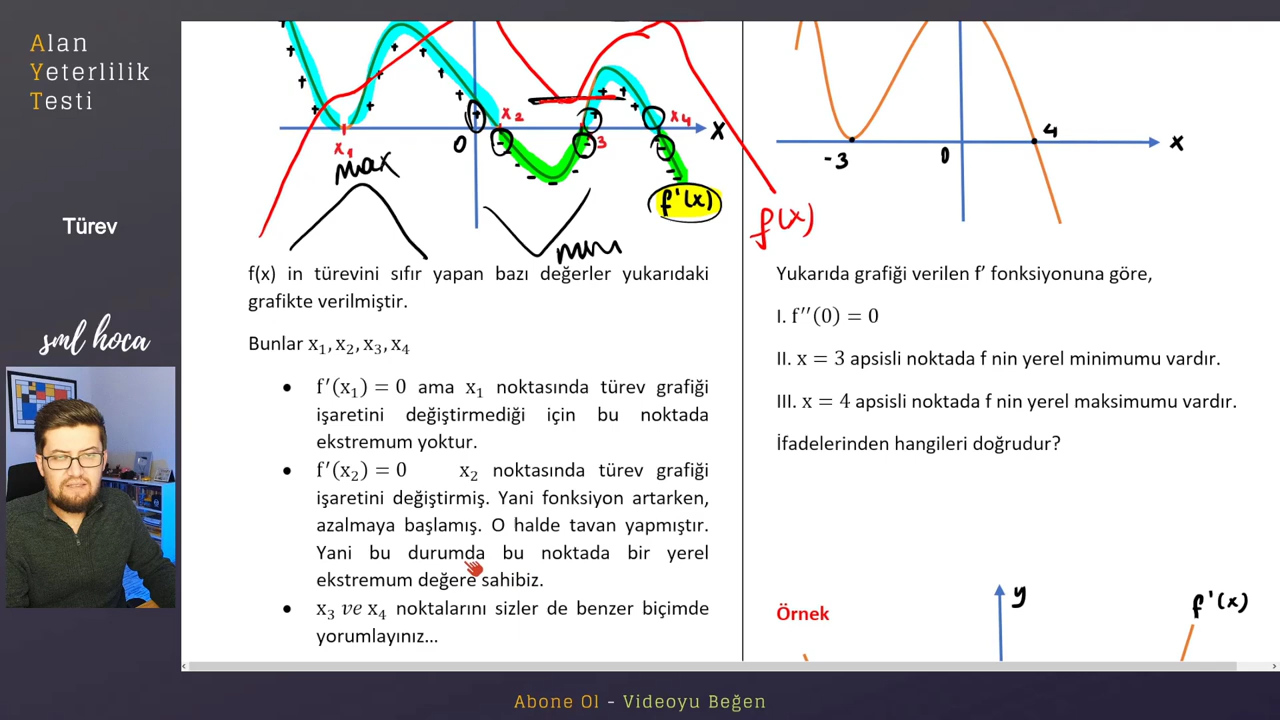 Alan
Yeterlilik
Testi
Türev
sml hoca
x₁
0
x₂
3
x₄
X
max
min
f'(x)
f(x)
f(x) in türevini sıfır yapan bazı değerler yukarıdaki
grafikte verilmiştir.
Bunlar x₁, x₂, x₃, x₄
• f′(x₁) = 0 ama x₁ noktasında türev grafiği
işaretini değiştirmediği için bu noktada
ekstremum yoktur.
• f′(x₂) = 0 x₂ noktasında türev grafiği
işaretini değiştirmiş. Yani fonksiyon artarken,
azalmaya başlamış. O halde tavan yapmıştır.
Yani bu durumda bu noktada bir yerel
ekstremum değere sahibiz.
• x₃ ve x₄ noktalarını sizler de benzer biçimde
yorumlayınız...
-3
0
4
x
Yukarıda grafiği verilen f′ fonksiyonuna göre,
I. f′′(0) = 0
II. x = 3 apsisli noktada f nin yerel minimumu vardır.
III. x = 4 apsisli noktada f nin yerel maksimumu vardır.
İfadelerinden hangileri doğrudur?
Örnek
y
f'(x)
Abone Ol - Videoyu Beğen